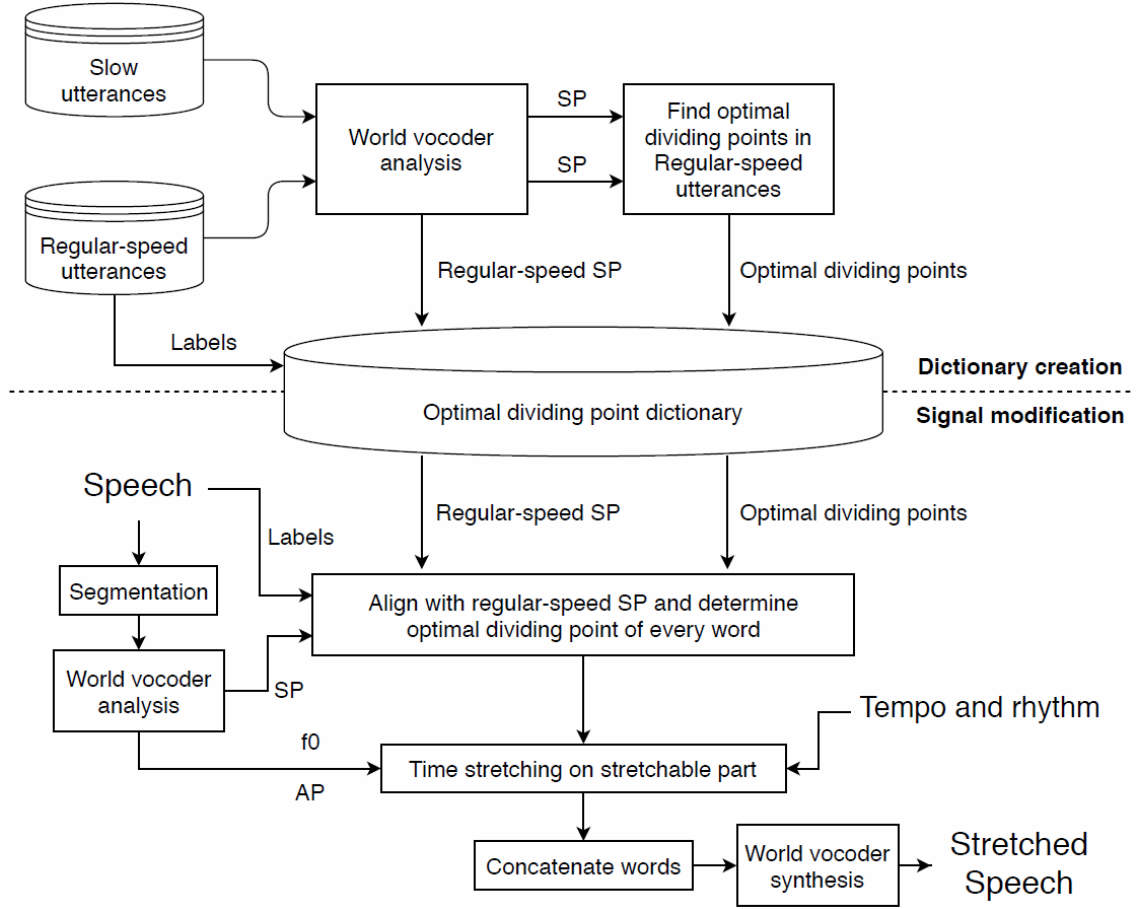 Slow
utterances
World vocoder
analysis
SP
SP
Find optimal
dividing points in
Regular-speed
utterances
Regular-speed
utterances
Regular-speed SP
Optimal dividing points
Labels
Dictionary creation
Optimal dividing point dictionary
Signal modification
Speech
Labels
Regular-speed SP
Optimal dividing points
Segmentation
Align with regular-speed SP and determine
optimal dividing point of every word
World vocoder
analysis
SP
Tempo and rhythm
f0
AP
Time stretching on stretchable part
Concatenate words
World vocoder
synthesis
Stretched
Speech